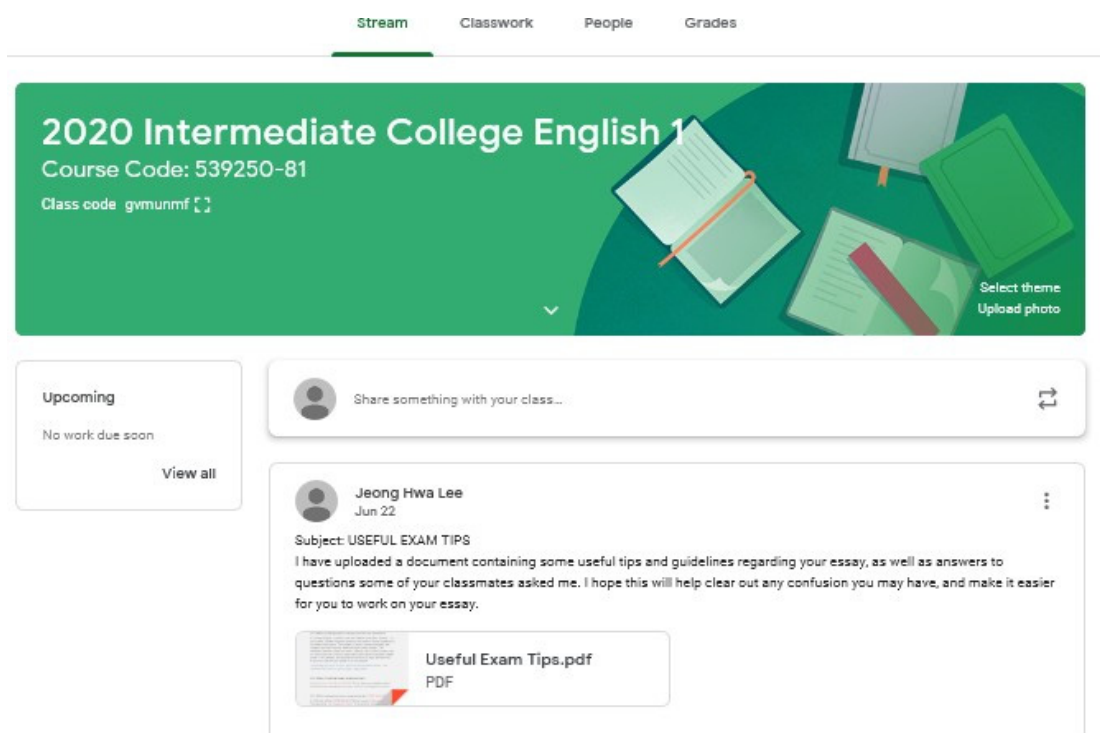 Stream Classwork People Grades
2020 Intermediate College English 1
Course Code: 539250-81
Class code gvmunmf
Select theme
Upload photo
Upcoming
No work due soon
View all
Share something with your class...
Jeong Hwa Lee
Jun 22
Subject: USEFUL EXAM TIPS
I have uploaded a document containing some useful tips and guidelines regarding your essay, as well as answers to
questions some of your classmates asked me. I hope this will help clear out any confusion you may have, and make it easier
for you to work on your essay.
Useful Exam Tips.pdf
PDF